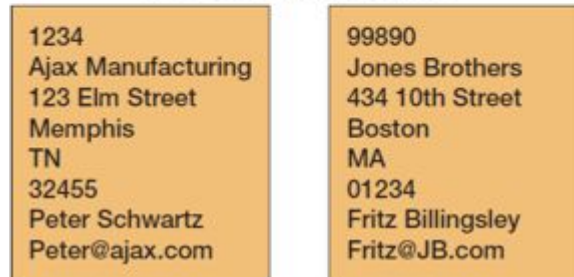 1234
Ajax Manufacturing
123 Elm Street
Memphis
TN
32455
Peter Schwartz
Peter@ajax.com
99890
Jones Brothers
434 10th Street
Boston
MA
01234
Fritz Billingsley
Fritz@JB.com